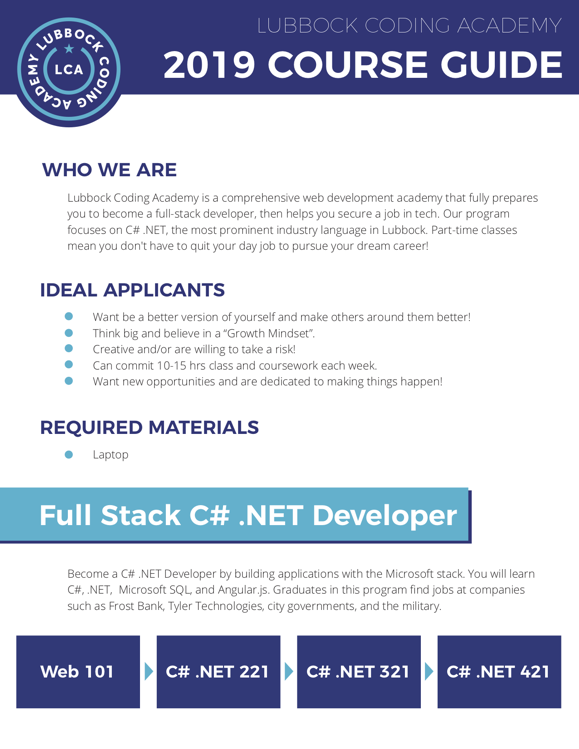 LUBBOCK CODING ACADEMY
LCA
LUBBOCK CODING ACADEMY
2019 COURSE GUIDE
WHO WE ARE
Lubbock Coding Academy is a comprehensive web development academy that fully prepares
you to become a full-stack developer, then helps you secure a job in tech. Our program
focuses on C# .NET, the most prominent industry language in Lubbock. Part-time classes
mean you don't have to quit your day job to pursue your dream career!
IDEAL APPLICANTS
Want be a better version of yourself and make others around them better!
Think big and believe in a “Growth Mindset”.
Creative and/or are willing to take a risk!
Can commit 10-15 hrs class and coursework each week.
Want new opportunities and are dedicated to making things happen!
REQUIRED MATERIALS
Laptop
Full Stack C# .NET Developer
Become a C# .NET Developer by building applications with the Microsoft stack. You will learn
C#, .NET, Microsoft SQL, and Angular.js. Graduates in this program find jobs at companies
such as Frost Bank, Tyler Technologies, city governments, and the military.
Web 101
C# .NET 221
C# .NET 321
C# .NET 421